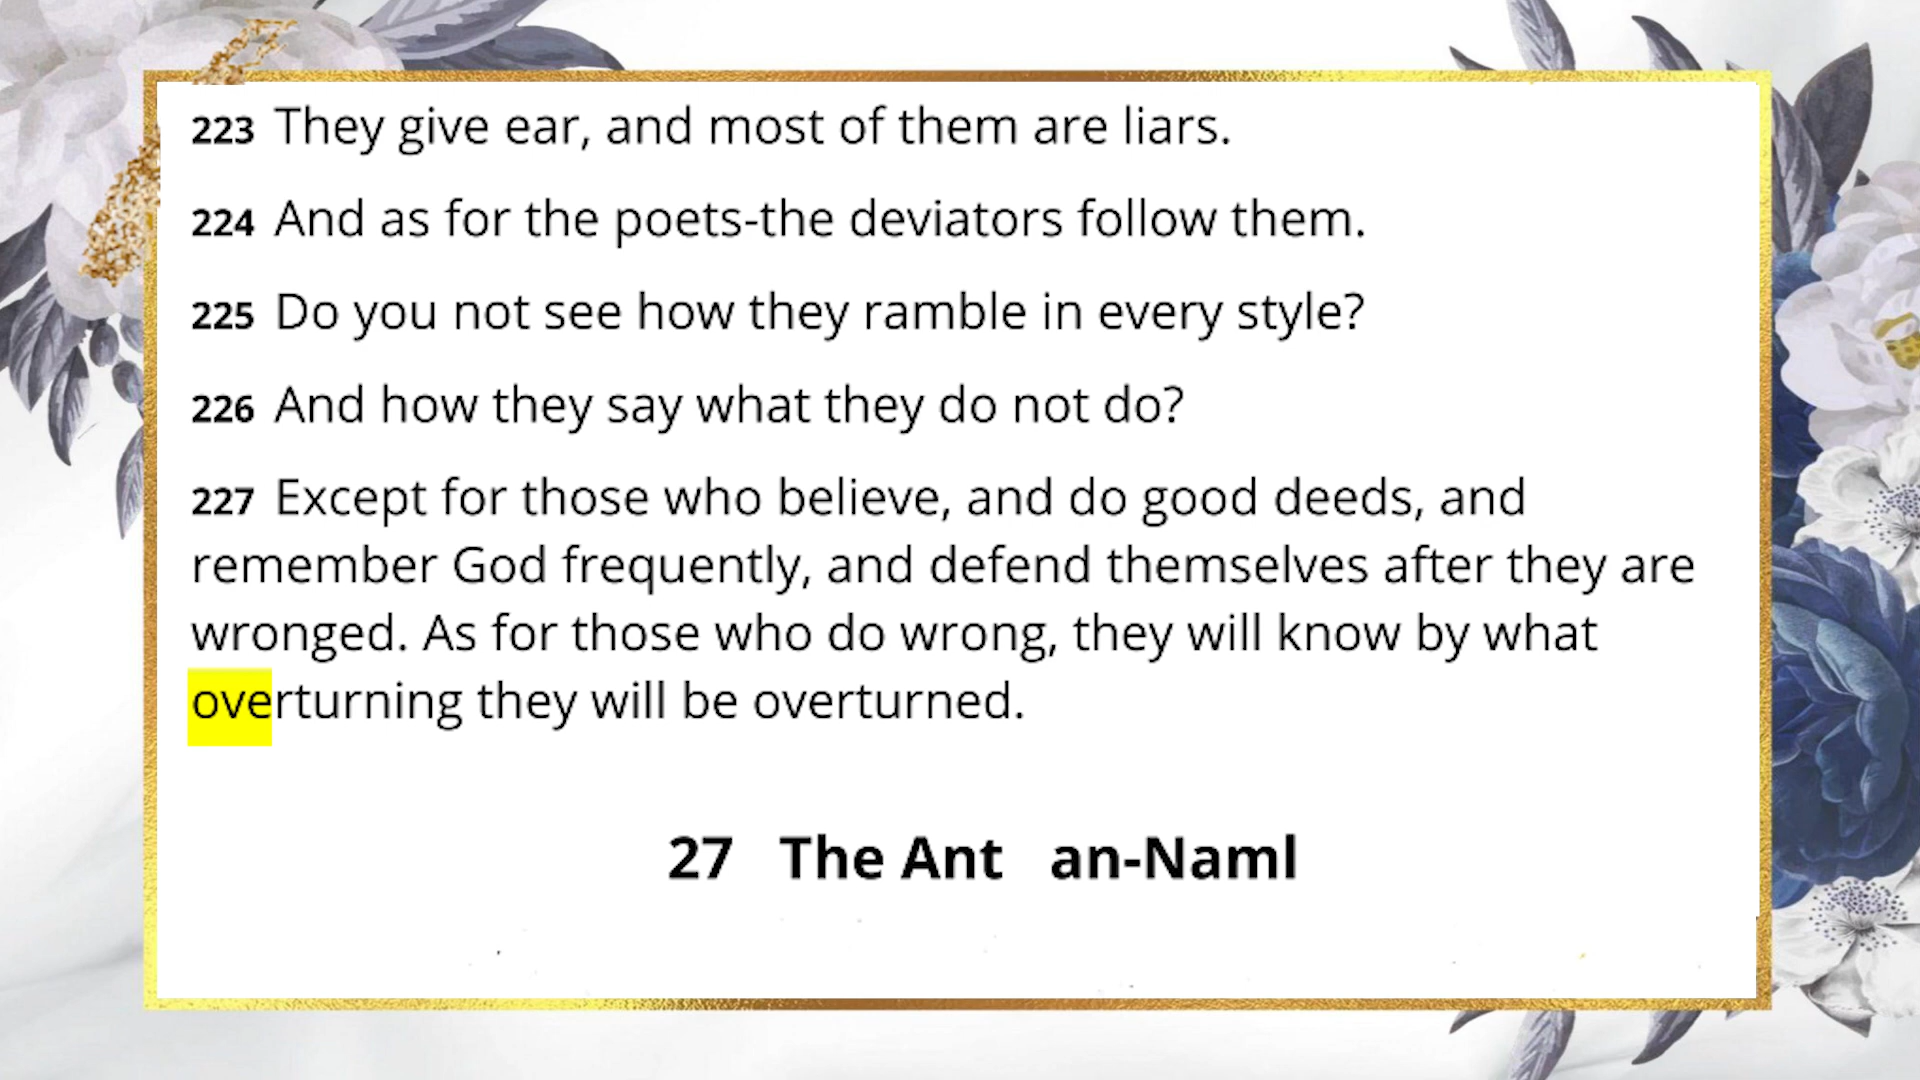 223 They give ear, and most of them are liars.
224 And as for the poets-the deviators follow them.
225 Do you not see how they ramble in every style?
226 And how they say what they do not do?
227 Except for those who believe, and do good deeds, and
remember God frequently, and defend themselves after they are
wronged. As for those who do wrong, they will know by what
overturning they will be overturned.
27 The Ant an-Naml